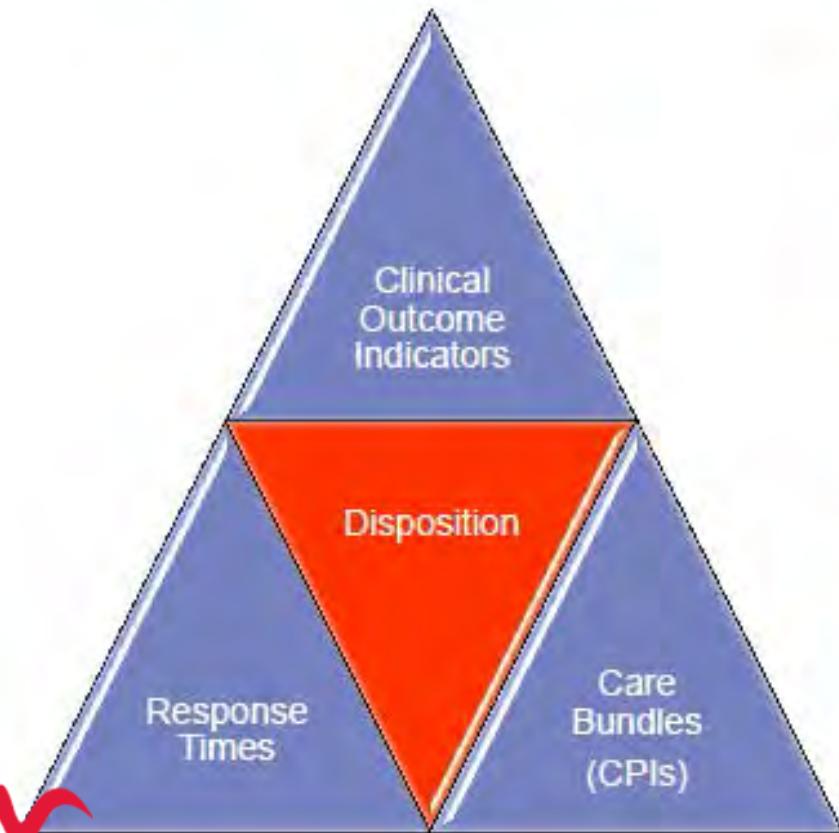 Clinical
Outcome
Indicators
Disposition
Response
Times
Care
Bundles
(CPIs)